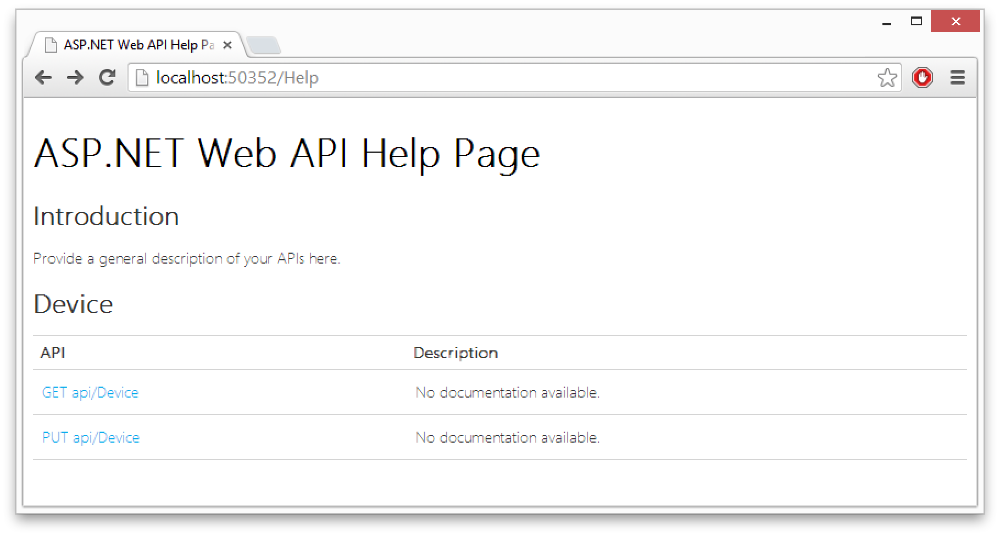 ASP.NET Web API Help Pa
localhost:50352/Help
ASP.NET Web API Help Page
Introduction
Provide a general description of your APIs here.
Device
API Description
GET api/Device No documentation available.
PUT api/Device No documentation available.